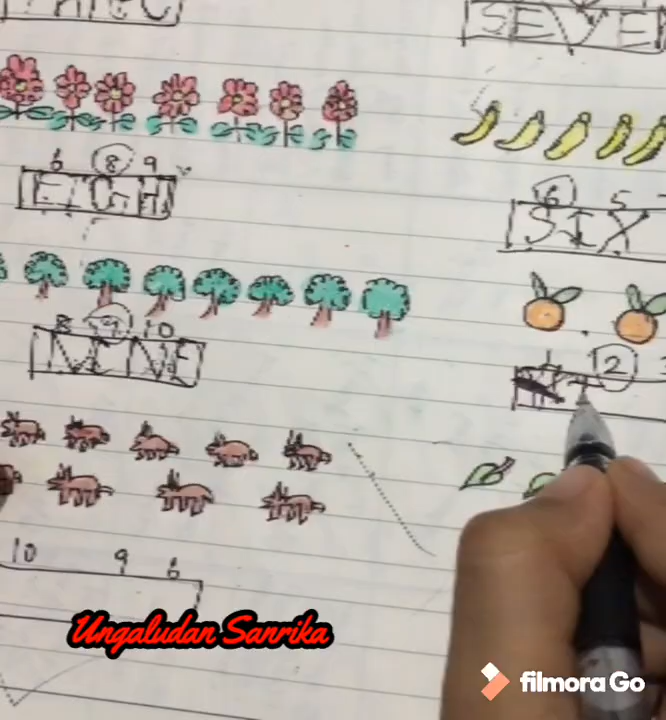 SEVE
6 8 9
EIGH
6 5
SIX
8 9 10
NINE
2
10 9 6
Ungaludan Sanrika
filmora Go